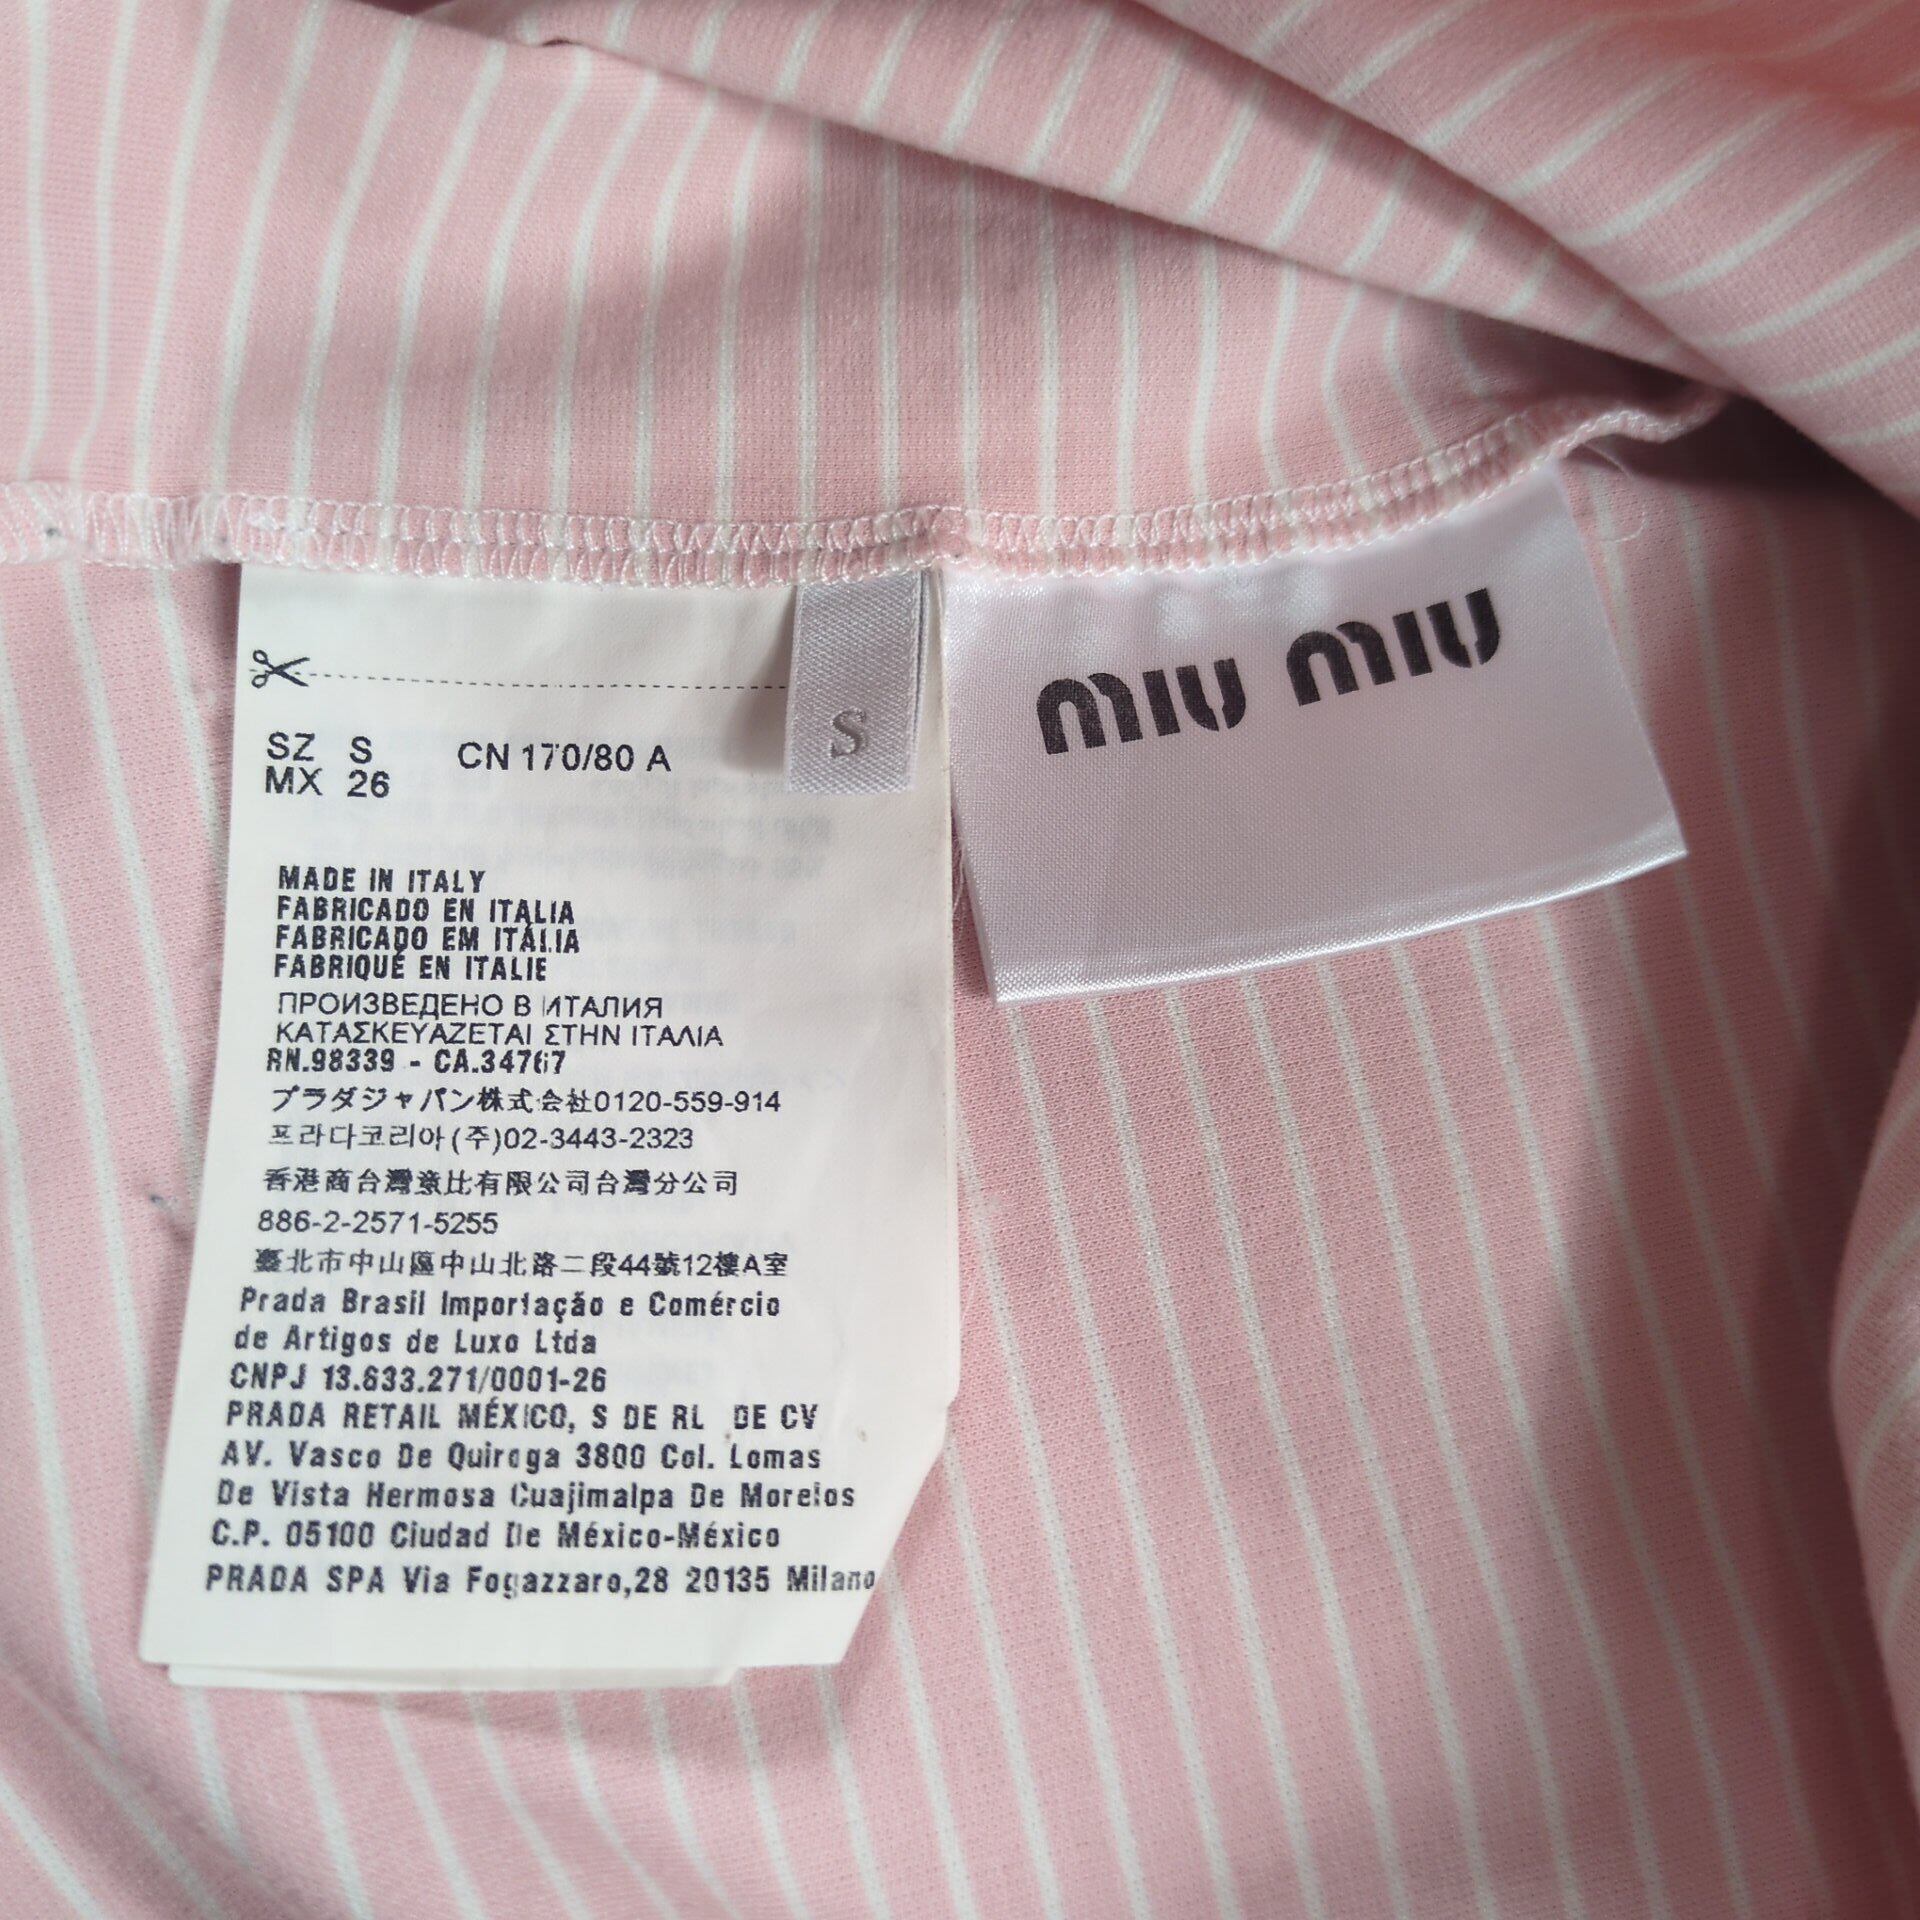 SZ S CN 170/80 A
MX 26
MADE IN ITALY
FABRICADO EN ITALIA
FABRICADO EM ITÁLIA
FABRIQUÉ EN ITALIE
ПРОИЗВЕДЕНО В ИТАЛИЯ
ΚΑΤΑΣΚΕΥΑΖΕΤΑΙ ΣΤΗΝ ΙΤΑΛΙΑ
RN.98339 - CA.34767
プラダジャパン株式会社0120-559-914
프라다코리아(주)02-3443-2323
香港商台灣意比有限公司台灣分公司
886-2-2571-5255
臺北市中山區中山北路二段44號12樓A室
Prada Brasil Importação e Comércio
de Artigos de Luxo Ltda
CNPJ 13.633.271/0001-26
PRADA RETAIL MÉXICO, S DE RL DE CV
AV. Vasco De Quiroga 3800 Col. Lomas
De Vista Hermosa Cuajimalpa De Morelos
C.P. 05100 Ciudad De México-México
PRADA SPA Via Fogazzaro,28 20135 Milano
S
miu miu